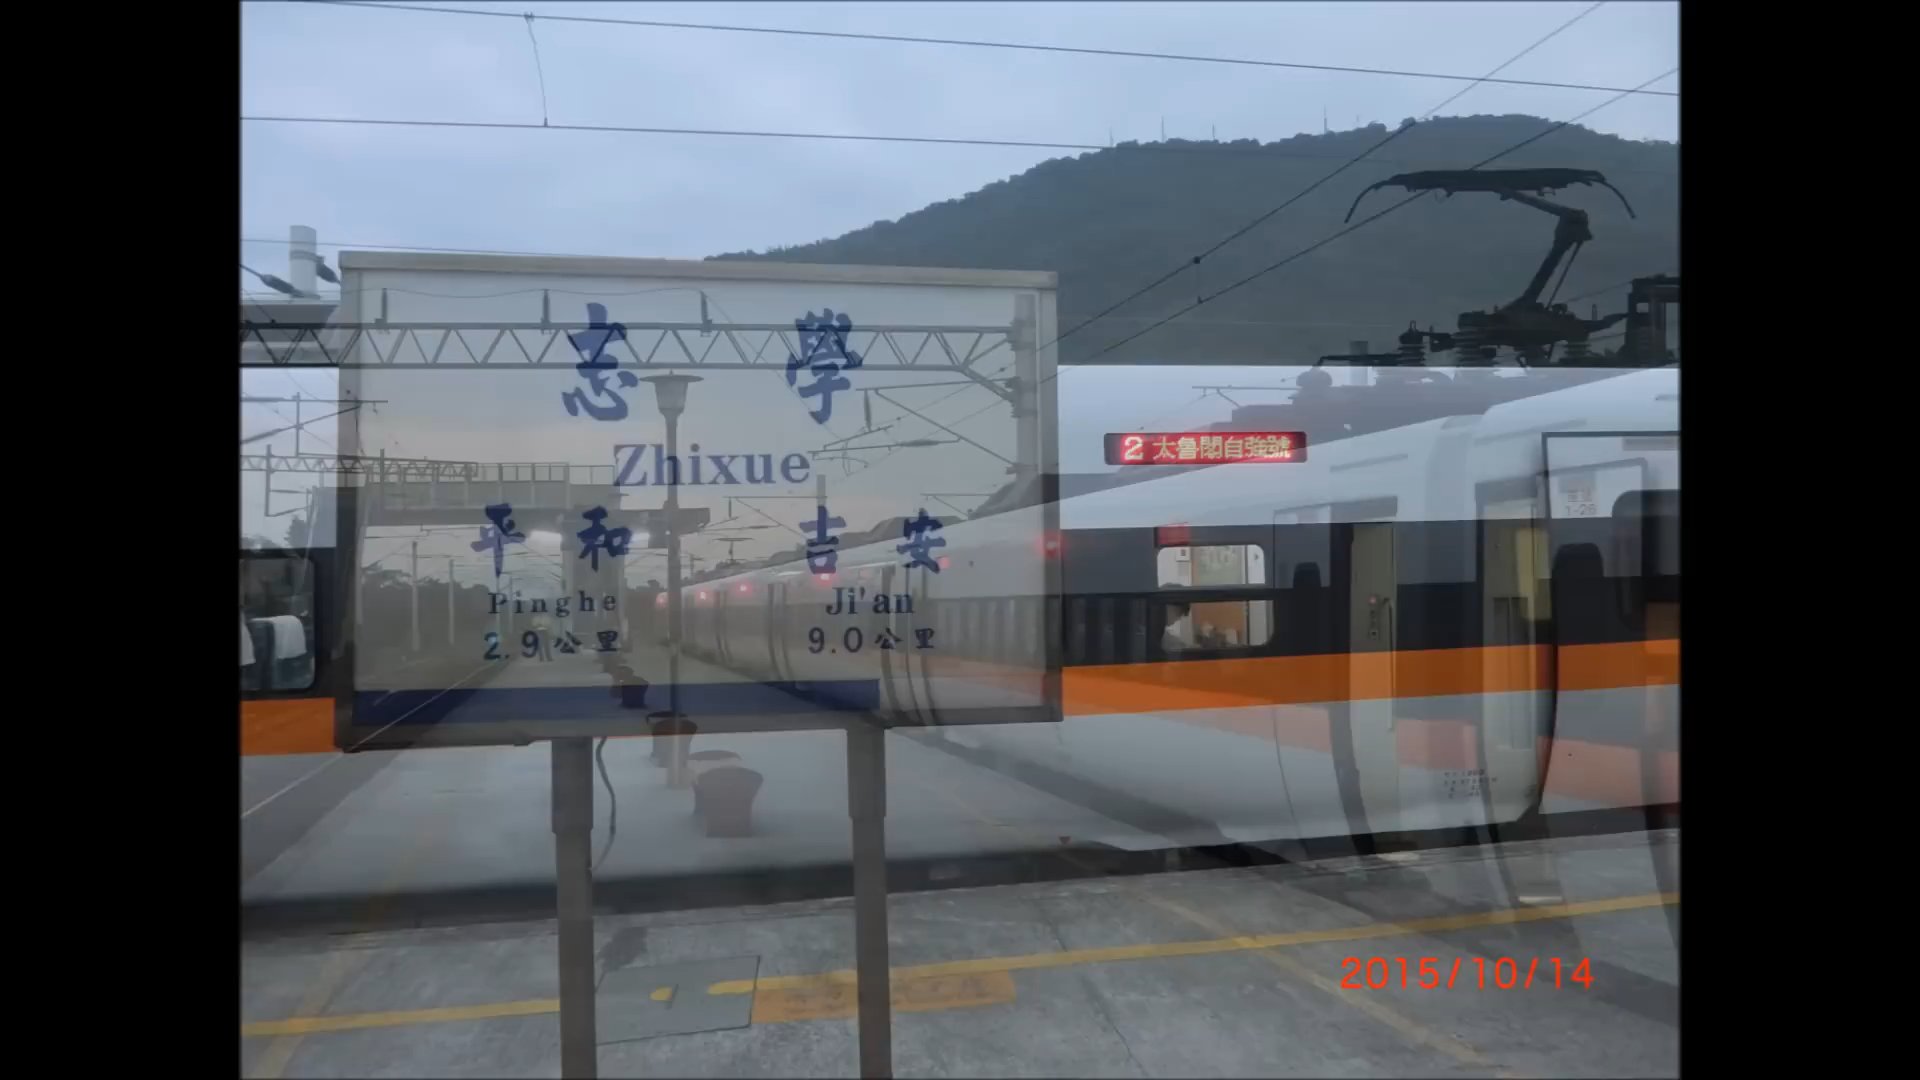 志學
Zhixue
平和 吉安
Pinghe Ji'an
2.9公里 9.0公里
2 太魯閣自強號
2015/10/14